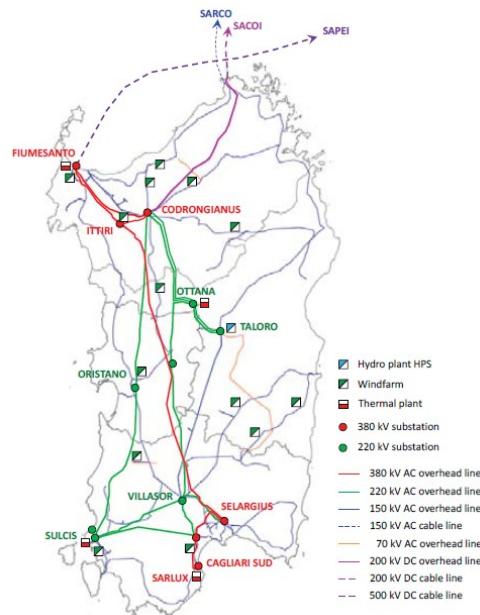 SARCO
SACOI
SAPEI
FIUMESANTO
CODRONGIANUS
ITTIRI
OTTANA
TALORO
ORISTANO
VILLASOR
SELARGIUS
SULCIS
CAGLIARI SUD
SARLUX
Hydro plant HPS
Windfarm
Thermal plant
380 kV substation
220 kV substation
380 kV AC overhead line
220 kV AC overhead line
150 kV AC overhead line
150 kV AC cable line
70 kV AC overhead line
200 kV DC overhead line
200 kV DC cable line
500 kV DC cable line